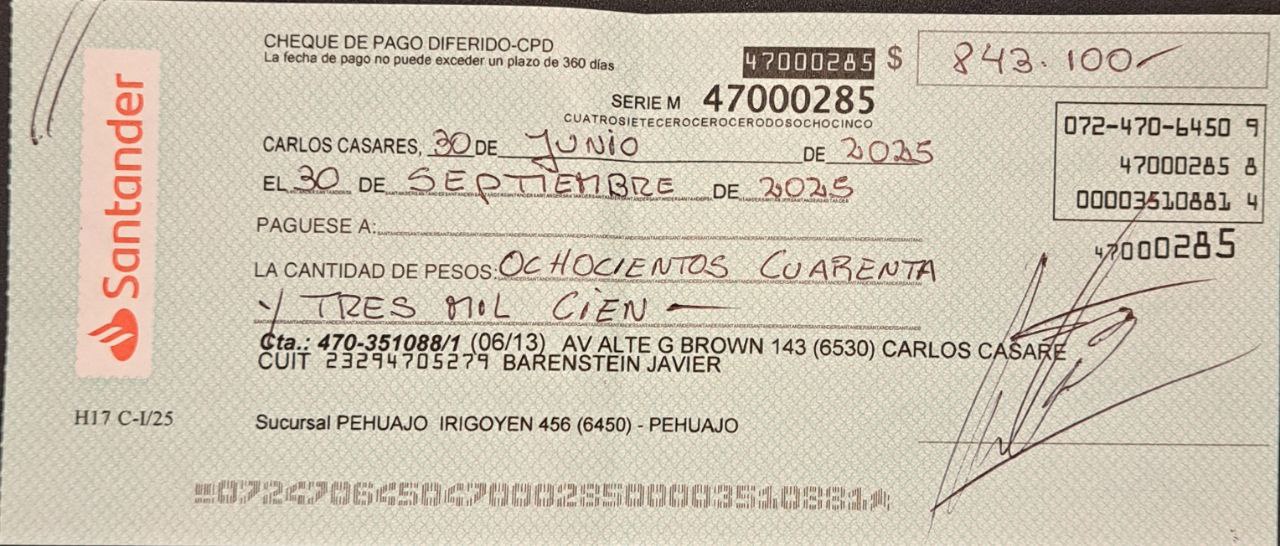 CHEQUE DE PAGO DIFERIDO-CPD
La fecha de pago no puede exceder un plazo de 360 días
47000285 $ 843.100-
SERIE M 47000285
CUATROSIETECEROCEROCERODOSOCHOCINCO
072-470-6450 9
47000285 8
00003510881 4
47000285
CARLOS CASARES, 30 DE JUNIO DE 2025
EL 30 DE SEPTIEMBRE DE 2025
PAGUESE A:
LA CANTIDAD DE PESOS: OCHOCIENTOS CUARENTA
Y TRES MIL CIEN —
Cta.: 470-351088/1 (06/13) AV ALTE G BROWN 143 (6530) CARLOS CASARE
CUIT 23294705279 BARENSTEIN JAVIER
Santander
H17 C-I/25
Sucursal PEHUAJO IRIGOYEN 456 (6450) - PEHUAJO
07247064504700028500003510881